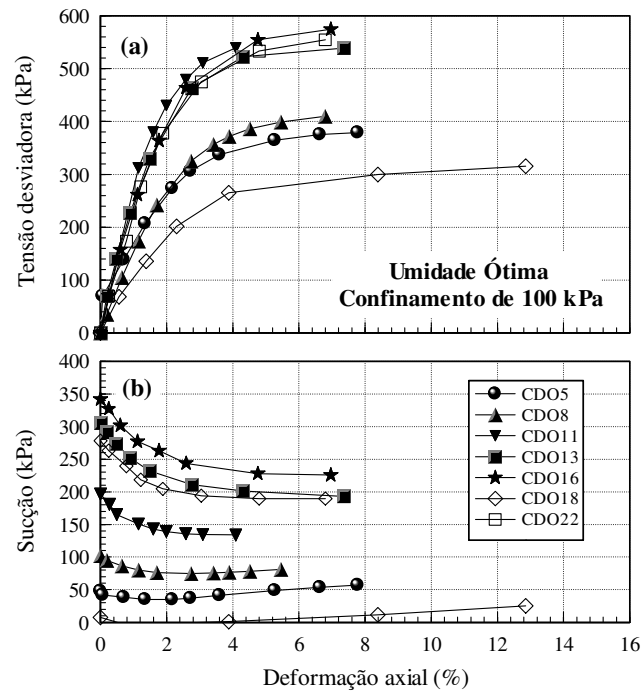 600
(a)
500
400
300
200
100
0
Tensão desviadora (kPa)
Umidade Ótima
Confinamento de 100 kPa
400
(b)
350
300
250
200
150
100
50
0
Sucção (kPa)
CDO5
CDO8
CDO11
CDO13
CDO16
CDO18
CDO22
0 2 4 6 8 10 12 14 16
Deformação axial (%)